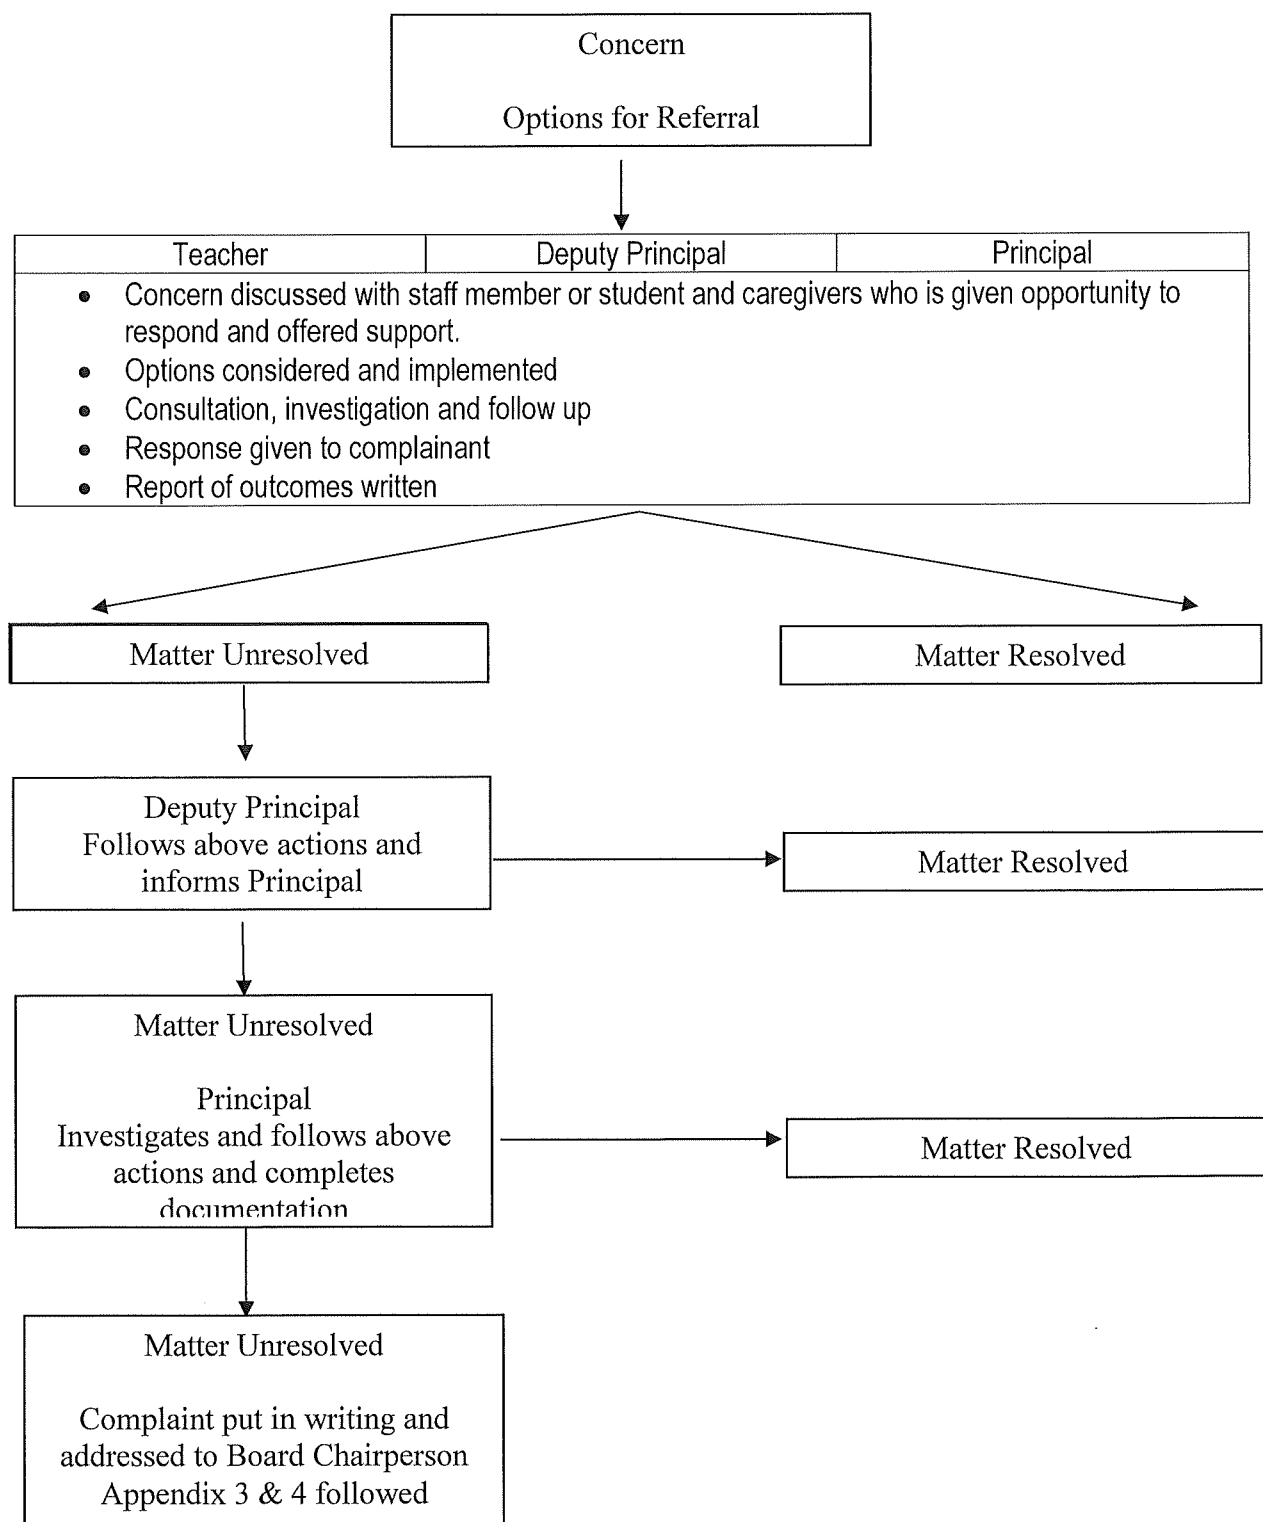 Concern
Options for Referral
Teacher Deputy Principal Principal
• Concern discussed with staff member or student and caregivers who is given opportunity to
respond and offered support.
• Options considered and implemented
• Consultation, investigation and follow up
• Response given to complainant
• Report of outcomes written
Matter Unresolved
Matter Resolved
Deputy Principal
Follows above actions and
informs Principal
Matter Resolved
Matter Unresolved
Principal
Investigates and follows above
actions and completes
documentation
Matter Resolved
Matter Unresolved
Complaint put in writing and
addressed to Board Chairperson
Appendix 3 & 4 followed